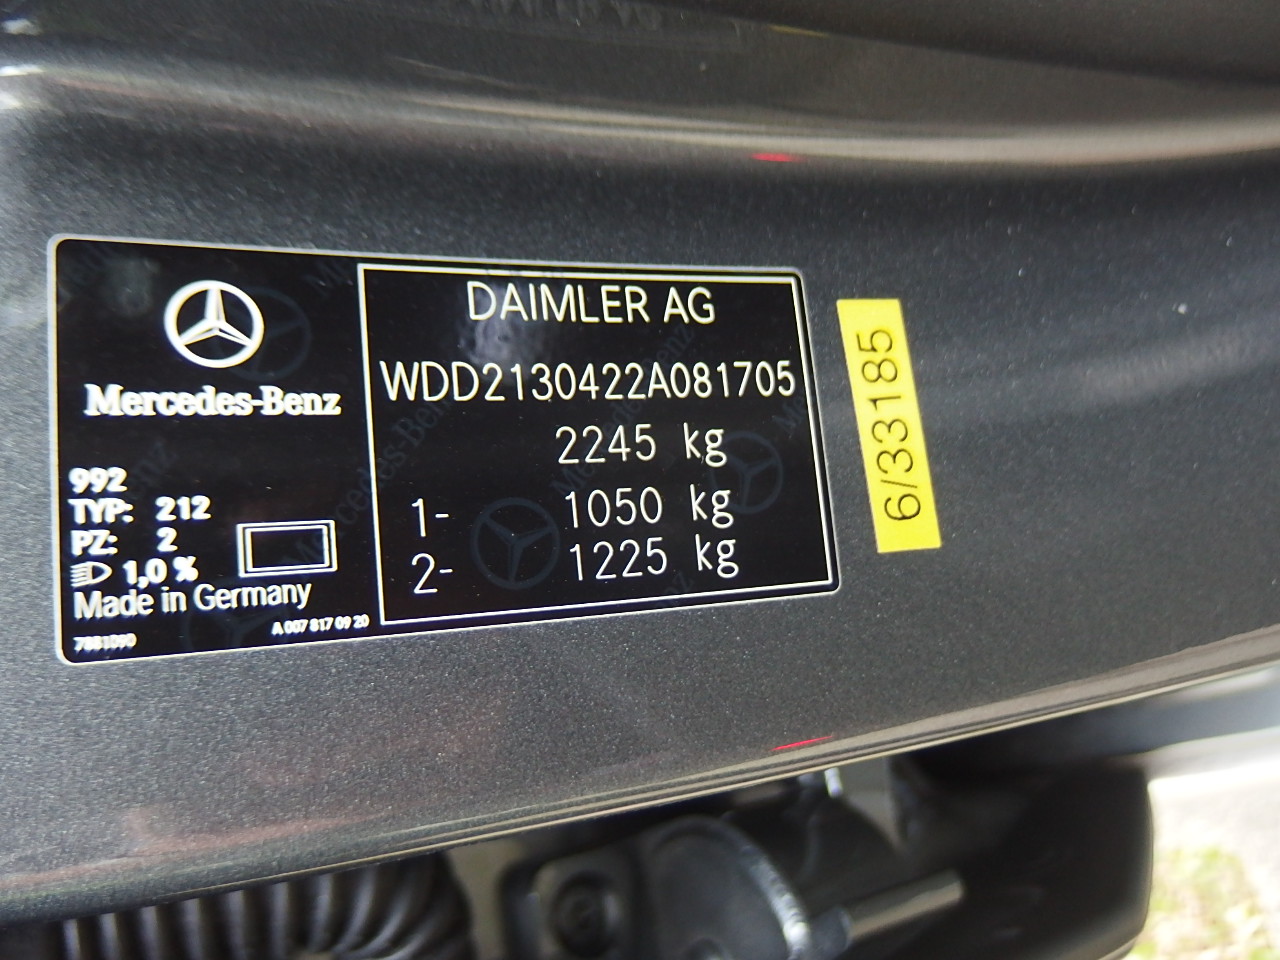 Mercedes-Benz
992
TYP: 212
PZ: 2
1,0 %
Made in Germany
A 007 817 09 20
DAIMLER AG
WDD2130422A081705
2245 kg
1- 1050 kg
2- 1225 kg
6/33185